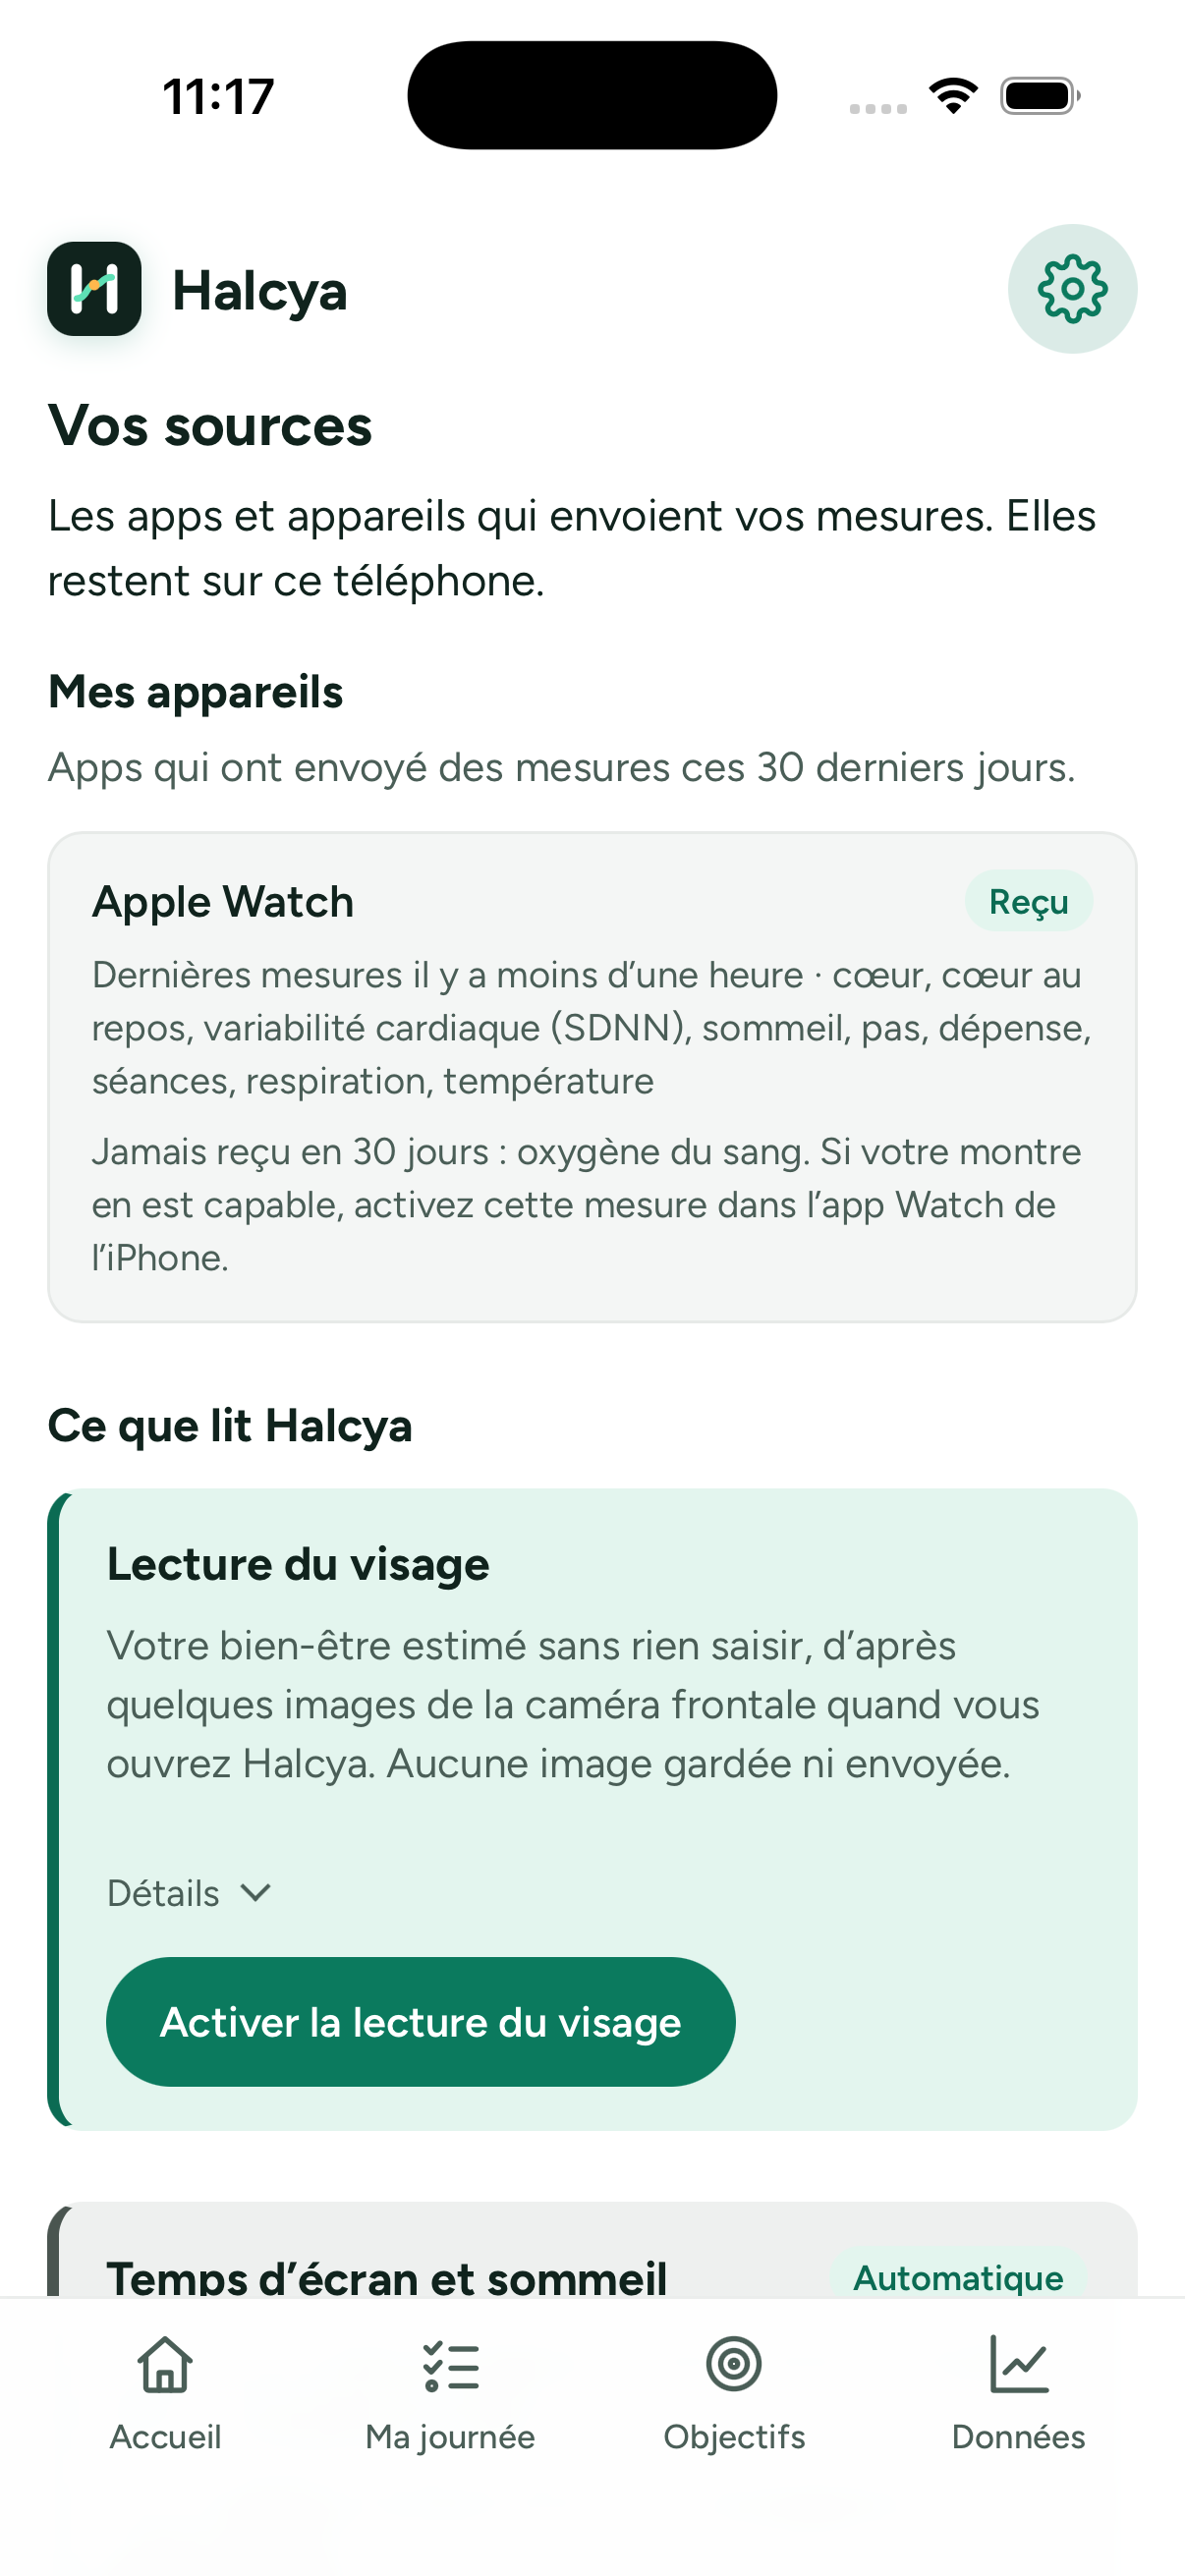 11:17
Halcya
Vos sources
Les apps et appareils qui envoient vos mesures. Elles
restent sur ce téléphone.
Mes appareils
Apps qui ont envoyé des mesures ces 30 derniers jours.
Apple Watch
Reçu
Dernières mesures il y a moins d’une heure · cœur, cœur au
repos, variabilité cardiaque (SDNN), sommeil, pas, dépense,
séances, respiration, température
Jamais reçu en 30 jours : oxygène du sang. Si votre montre
en est capable, activez cette mesure dans l’app Watch de
l’iPhone.
Ce que lit Halcya
Lecture du visage
Votre bien-être estimé sans rien saisir, d’après
quelques images de la caméra frontale quand vous
ouvrez Halcya. Aucune image gardée ni envoyée.
Détails
Activer la lecture du visage
Temps d’écran et sommeil
Automatique
Accueil
Ma journée
Objectifs
Données